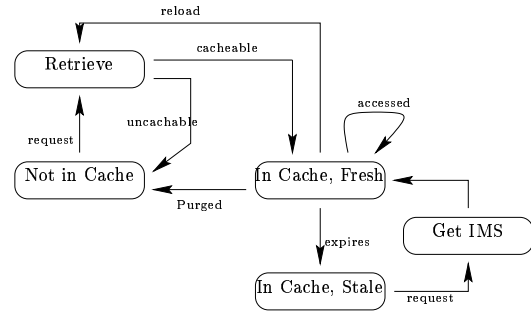 reload
cacheable
Retrieve
accessed
uncachable
request
Not in Cache
In Cache, Fresh
Purged
Get IMS
expires
In Cache, Stale
request